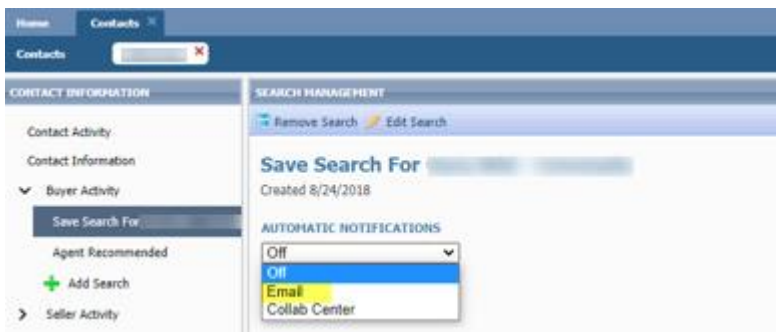 Home Contacts
Contacts
CONTACT INFORMATION
Contact Activity
Contact Information
Buyer Activity
Save Search For
Agent Recommended
Add Search
Seller Activity
SEARCH MANAGEMENT
Remove Search Edit Search
Save Search For
Created 8/24/2018
AUTOMATIC NOTIFICATIONS
Off
Off
Email
Collab Center